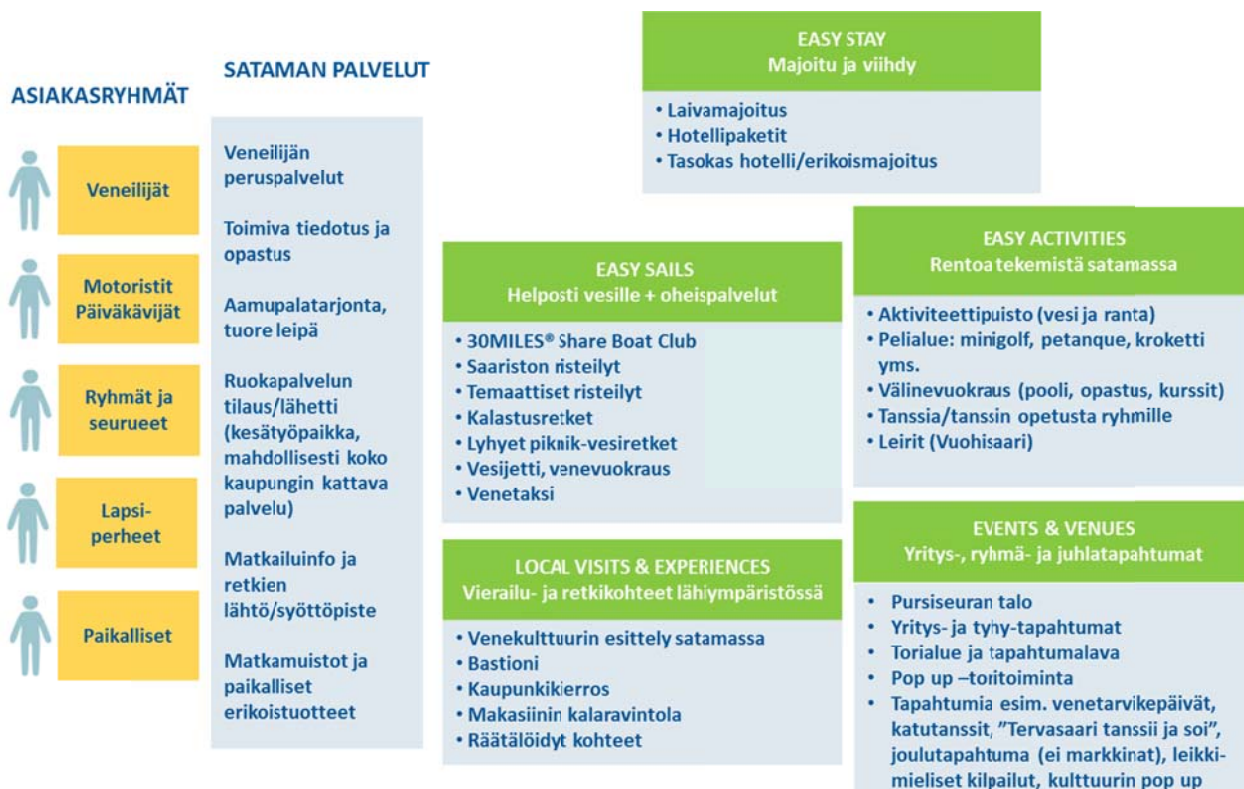 ASIAKASRYHMÄT
Veneilijät
Motoristit
Päiväkävijät
Ryhmät ja
seurueet
Lapsi-
perheet
Paikalliset
SATAMAN PALVELUT
Veneilijän
peruspalvelut
Toimiva tiedotus ja
opastus
Aamupalatarjonta,
tuore leipä
Ruokapalvelun
tilaus/lähetti
(kesätyöpaikka,
mahdollisesti koko
kaupungin kattava
palvelu)
Matkailuinfo ja
retkien
lähtö/syöttöpiste
Matkamuistot ja
paikalliset
erikoistuotteet
EASY STAY
Majoitu ja viihdy
• Laivamajoitus
• Hotellipaketit
• Tasokas hotelli/erikoismajoitus
EASY SAILS
Helposti vesille + oheispalvelut
• 30MILES® Share Boat Club
• Saariston risteilyt
• Temaattiset risteilyt
• Kalastusretket
• Lyhyet piknik-vesiretket
• Vesijetti, venevuokraus
• Venetaksi
EASY ACTIVITIES
Rentoa tekemistä satamassa
• Aktiviteettipuisto (vesi ja ranta)
• Pelialue: minigolf, petanque, kroketti
yms.
• Välinevuokraus (pooli, opastus, kurssit)
• Tanssia/tanssin opetusta ryhmille
• Leirit (Vuohisaari)
LOCAL VISITS & EXPERIENCES
Vierailu- ja retkikohteet lähiympäristössä
• Venekulttuurin esittely satamassa
• Bastioni
• Kaupunkikierros
• Makasiinin kalaravintola
• Räätälöidyt kohteet
EVENTS & VENUES
Yritys-, ryhmä- ja juhlatapahtumat
• Pursiseuran talo
• Yritys- ja tyhy-tapahtumat
• Torialue ja tapahtumalava
• Pop up –toritoiminta
• Tapahtumia esim. venetarvikepäivät,
katutanssit, ”Tervasaari tanssii ja soi”,
joulutapahtuma (ei markkinat), leikki-
mieliset kilpailut, kulttuurin pop up